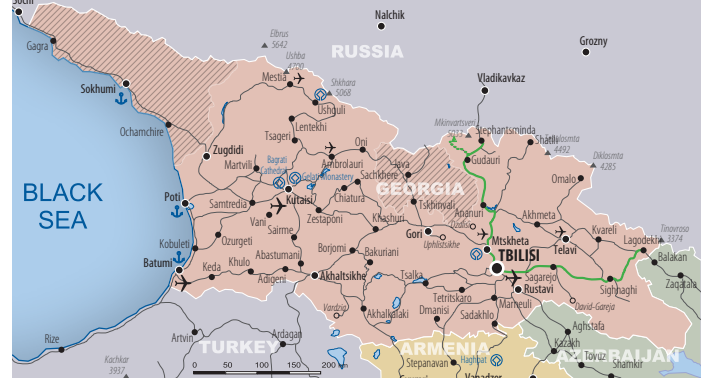 Sochi
Nalchik
Elbrus
5642
RUSSIA
Grozny
Gagra
Ushba
4700
Mestia
Vladikavkaz
Shkhara
5068
Sokhumi
Ushguli
Lentekhi
Mkinvartsveri
5033
Stephantsminda
Ochamchire
Tsageri
Oni
Shatili
Tebulosmta
4492
Zugdidi
Bagrati
Cathedral
Ambrolauri
Gudauri
Diklosmta
4285
Martvili
Gelati Monastery
Sachkhere
Java
Omalo
BLACK
SEA
GEORGIA
Poti
Samtredia
Kutaisi
Chiatura
Tskhinvali
Ananuri
Vani
Zestaponi
Khashuri
Dzalisi
Akhmeta
Kobuleti
Ozurgeti
Sairme
Gori
Uphlistsikhe
Mtskheta
Telavi
Kvareli
Tinovroso
3374
Lagodekhi
Borjomi
Bakuriani
TBILISI
Balakan
Batumi
Keda
Khulo
Abastumani
Adigeni
Akhaltsikhe
Tsalka
Sagarejo
Rustavi
Sighnaghi
Zagatala
Tetritskaro
Marneuli
David-Gareja
Vardzia
Akhalkalaki
Dmanisi
Sadakhlo
Rize
Artvin
Ardagan
TURKEY
ARMENIA
Aghstafa
Kazakh
AZERBAIJAN
Kachkar
3937
0 50 100 150 200 km
Stepanavan
Haghpat
Vanadzor
Tovuz
Shamkir